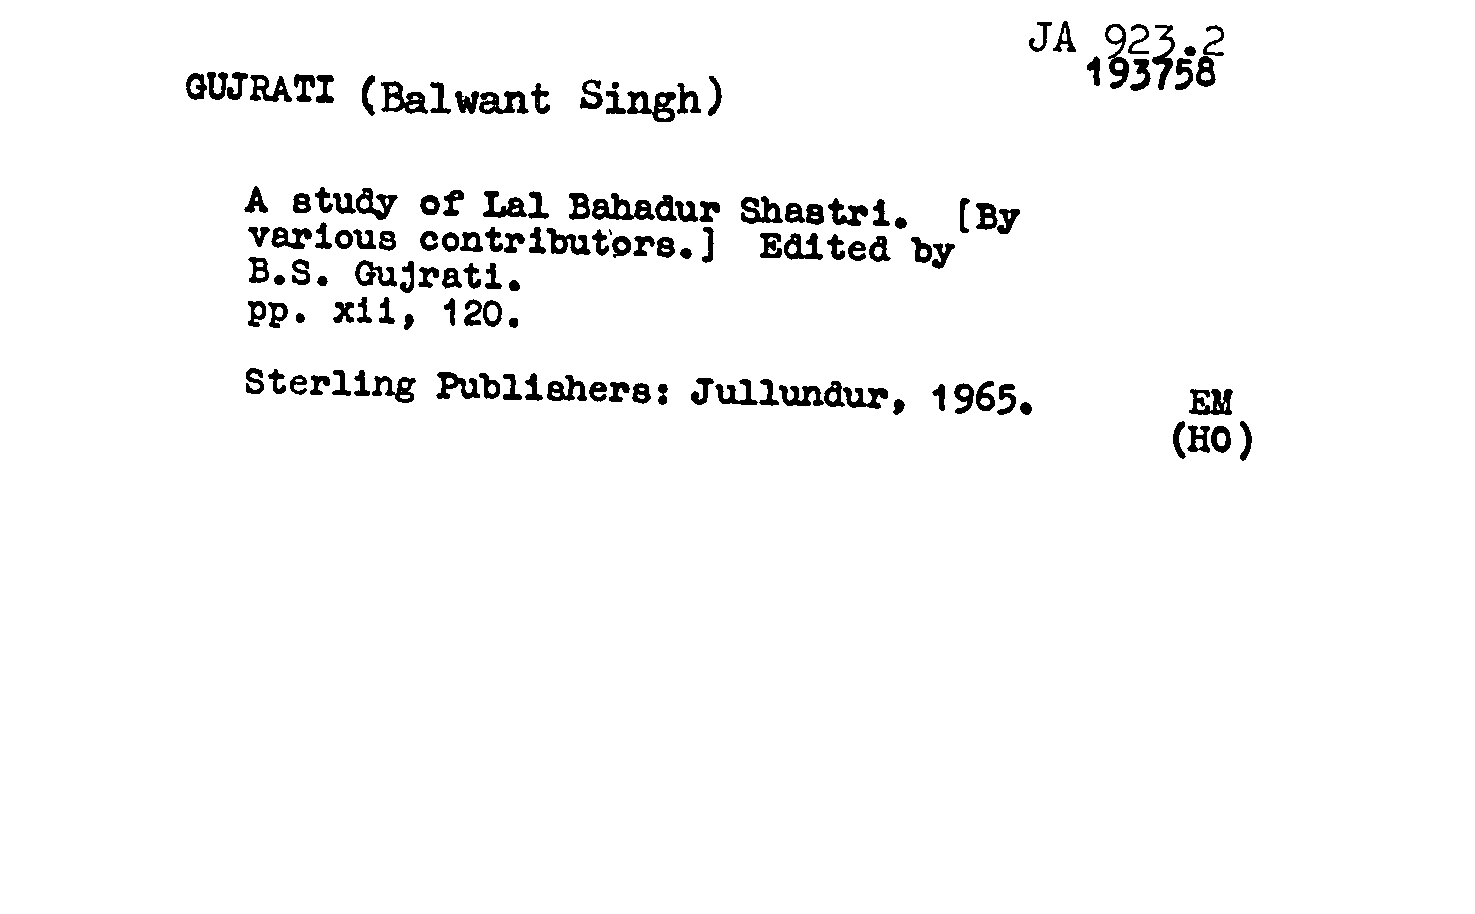 JA 923.2
193758
GUJRATI (Balwant Singh)
A study of Lal Bahadur Shastri. [By
various contributors.] Edited by
B.S. Gujrati.
pp. xii, 120.
Sterling Publishers: Jullundur, 1965.
EM
(HO)